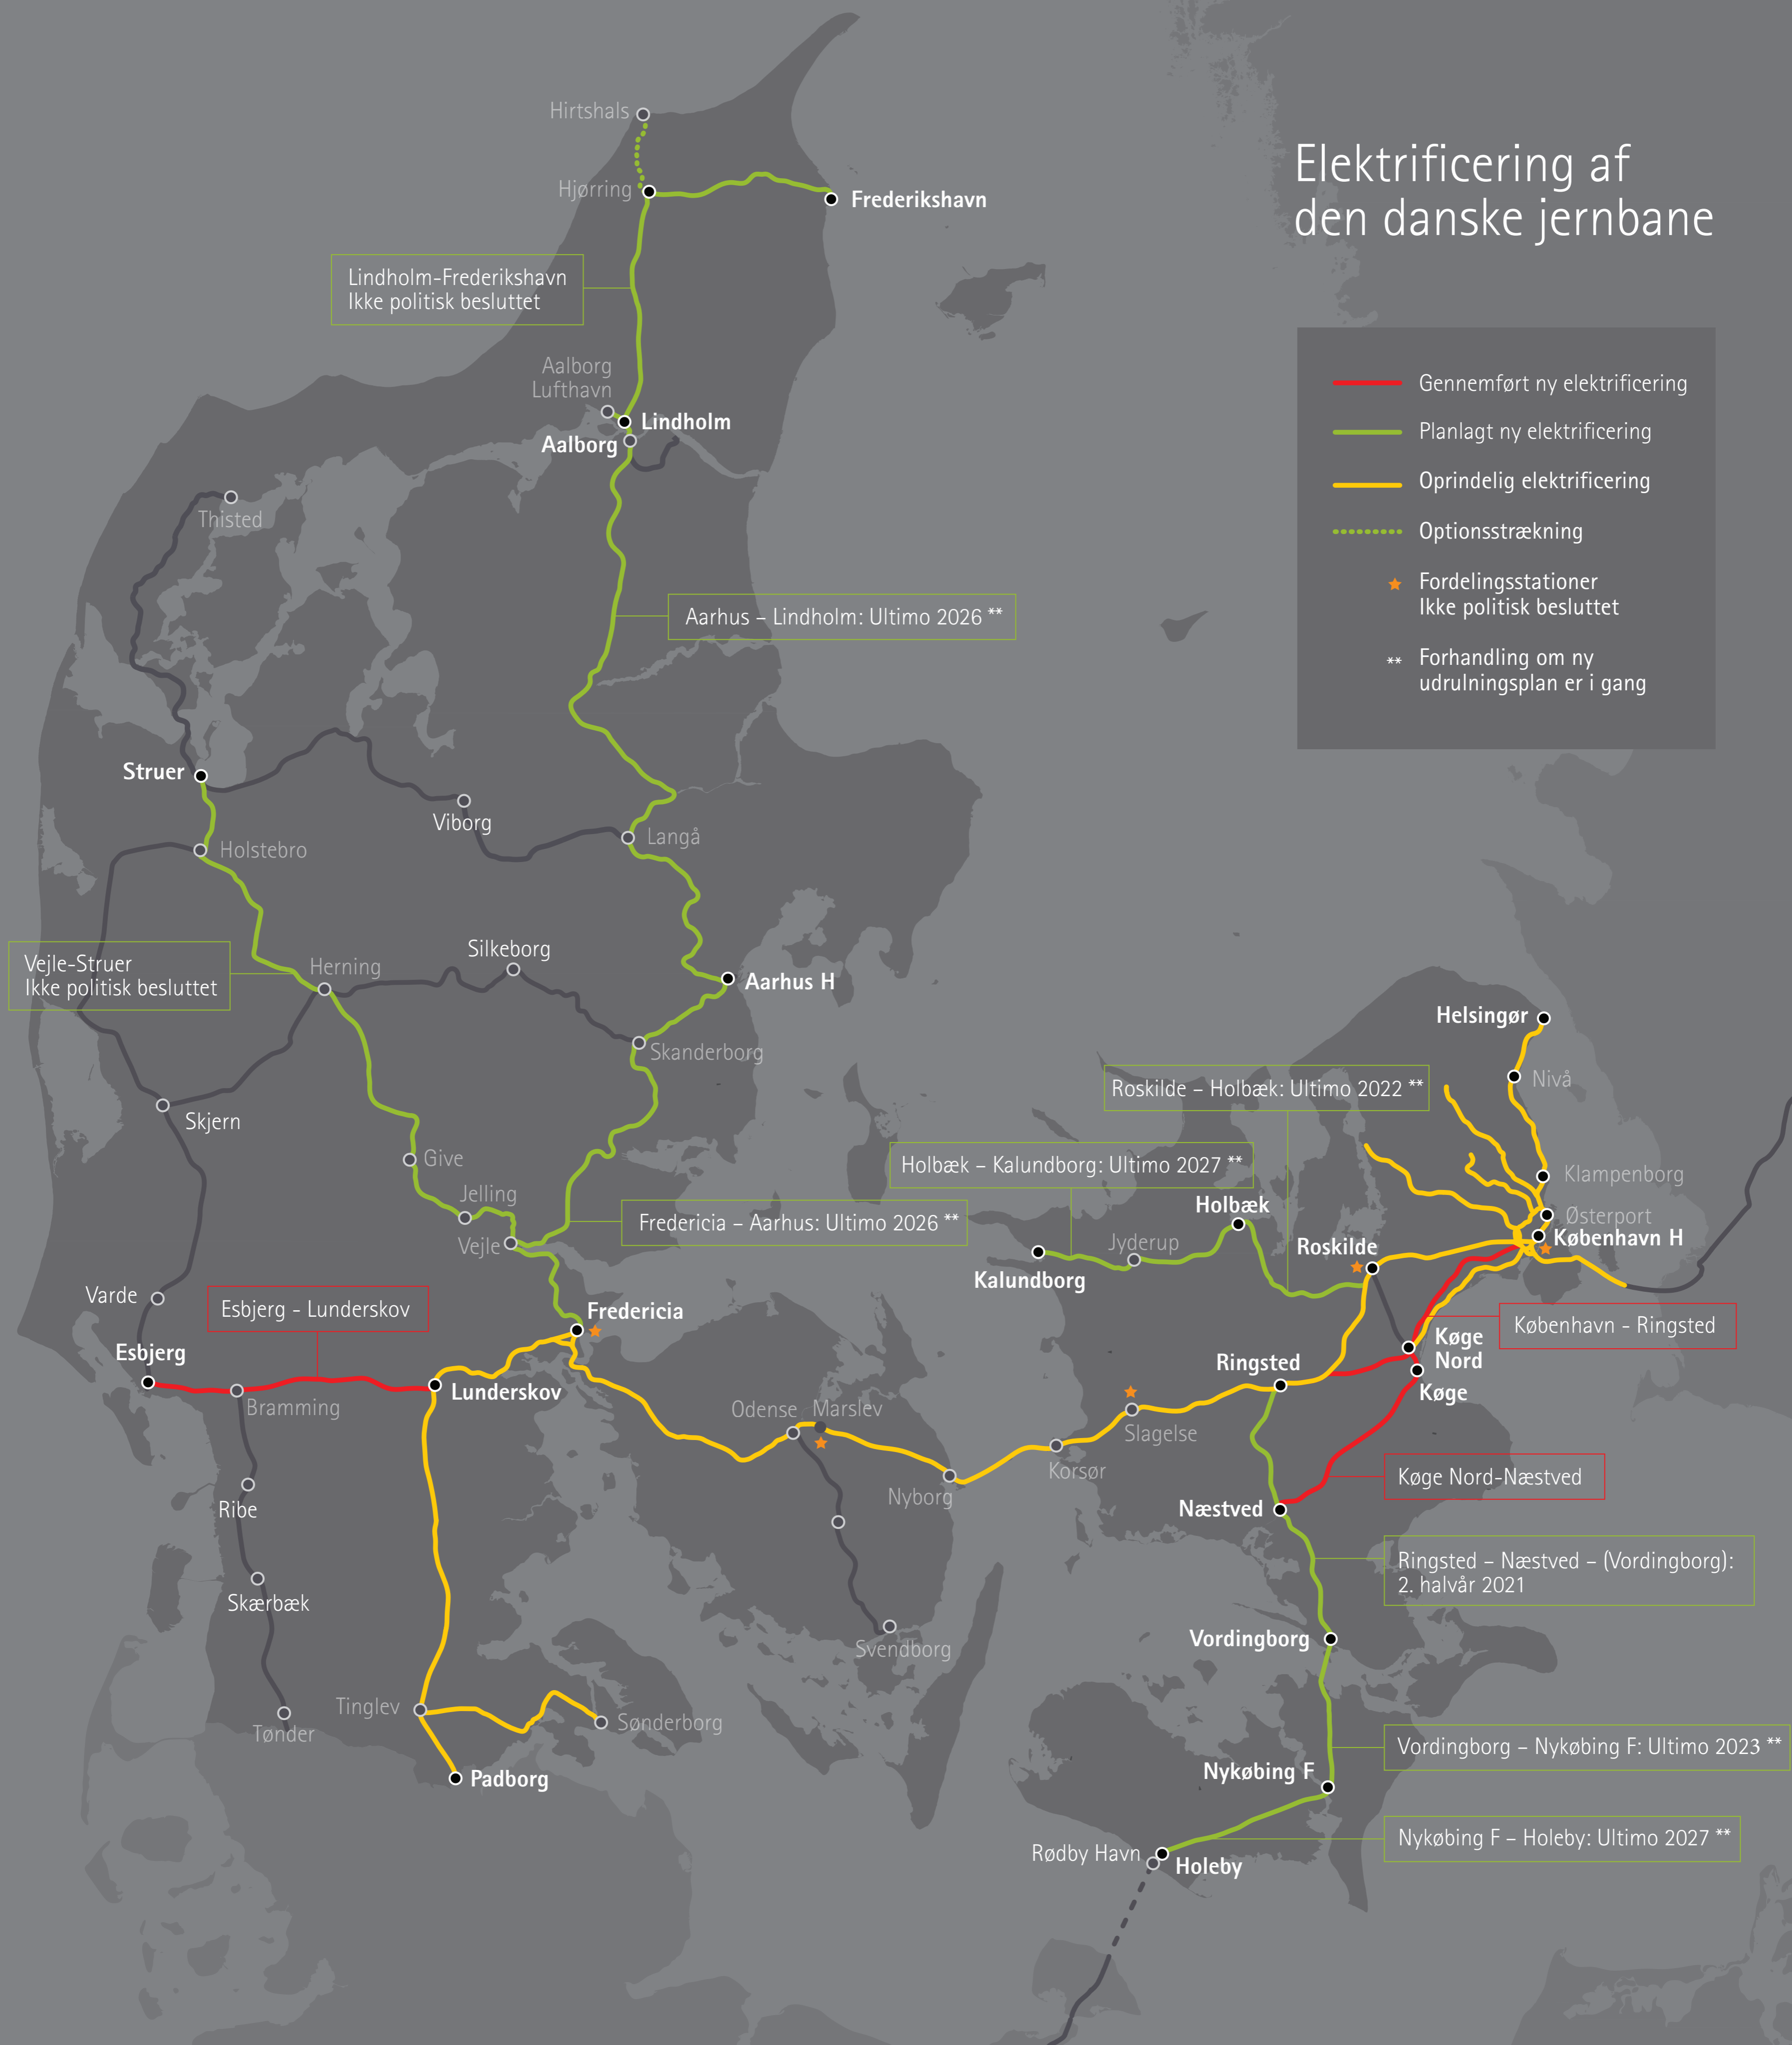 Elektrificering af
den danske jernbane
Gennemført ny elektrificering
Planlagt ny elektrificering
Oprindelig elektrificering
Optionsstrækning
Fordelingsstationer
Ikke politisk besluttet
** Forhandling om ny
udrulningsplan er i gang
Hirtshals
Hjørring
Frederikshavn
Lindholm-Frederikshavn
Ikke politisk besluttet
Aalborg
Lufthavn
Lindholm
Aalborg
Thisted
Aarhus – Lindholm: Ultimo 2026 **
Struer
Viborg
Langå
Holstebro
Vejle-Struer
Ikke politisk besluttet
Herning
Silkeborg
Aarhus H
Skanderborg
Skjern
Give
Jelling
Vejle
Fredericia – Aarhus: Ultimo 2026 **
Helsingør
Nivå
Roskilde – Holbæk: Ultimo 2022 **
Holbæk – Kalundborg: Ultimo 2027 **
Klampenborg
Østerport
København H
Holbæk
Roskilde
Jyderup
Kalundborg
Varde
Esbjerg - Lunderskov
Fredericia
København - Ringsted
Køge
Nord
Køge
Esbjerg
Bramming
Lunderskov
Ringsted
Odense
Marslev
Slagelse
Korsør
Nyborg
Køge Nord-Næstved
Ribe
Næstved
Ringsted – Næstved – (Vordingborg):
2. halvår 2021
Skærbæk
Svendborg
Vordingborg
Tinglev
Sønderborg
Tønder
Padborg
Vordingborg – Nykøbing F: Ultimo 2023 **
Nykøbing F
Nykøbing F – Holeby: Ultimo 2027 **
Rødby Havn
Holeby